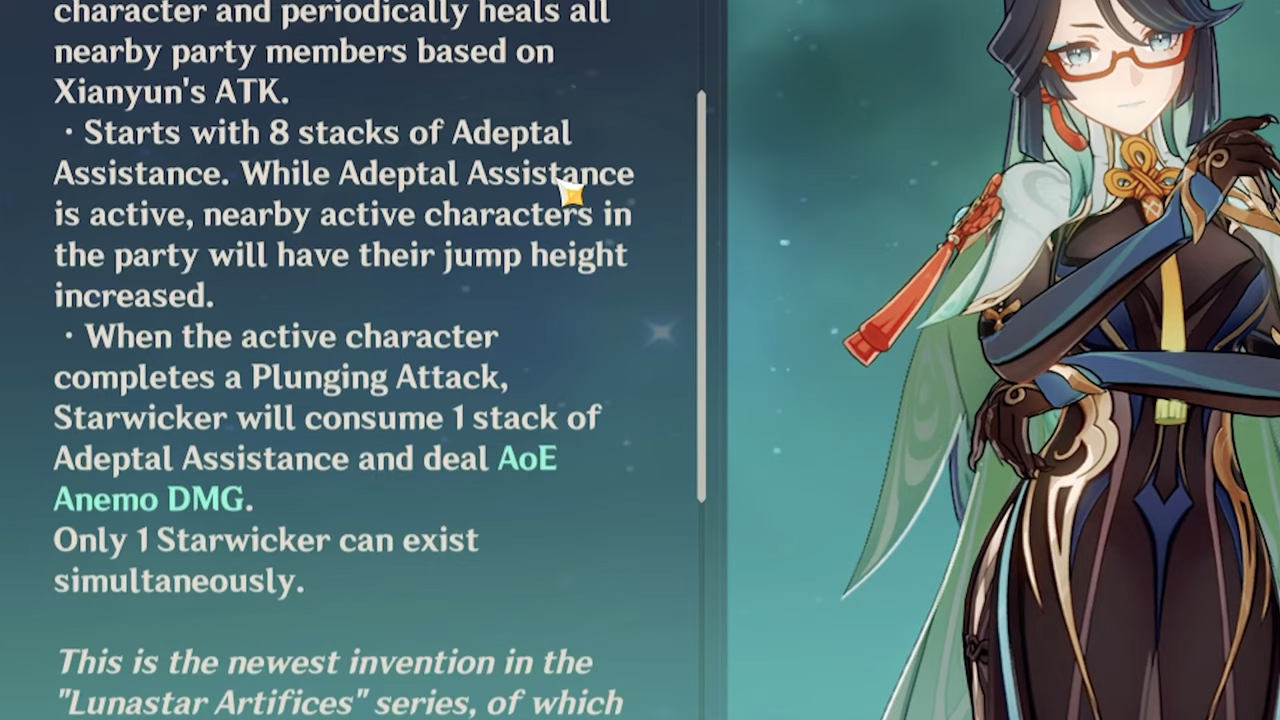 character and periodically heals all
nearby party members based on
Xianyun's ATK.
· Starts with 8 stacks of Adeptal
Assistance. While Adeptal Assistance
is active, nearby active characters in
the party will have their jump height
increased.
· When the active character
completes a Plunging Attack,
Starwicker will consume 1 stack of
Adeptal Assistance and deal AoE
Anemo DMG.
Only 1 Starwicker can exist
simultaneously.
This is the newest invention in the
"Lunastar Artifices" series, of which